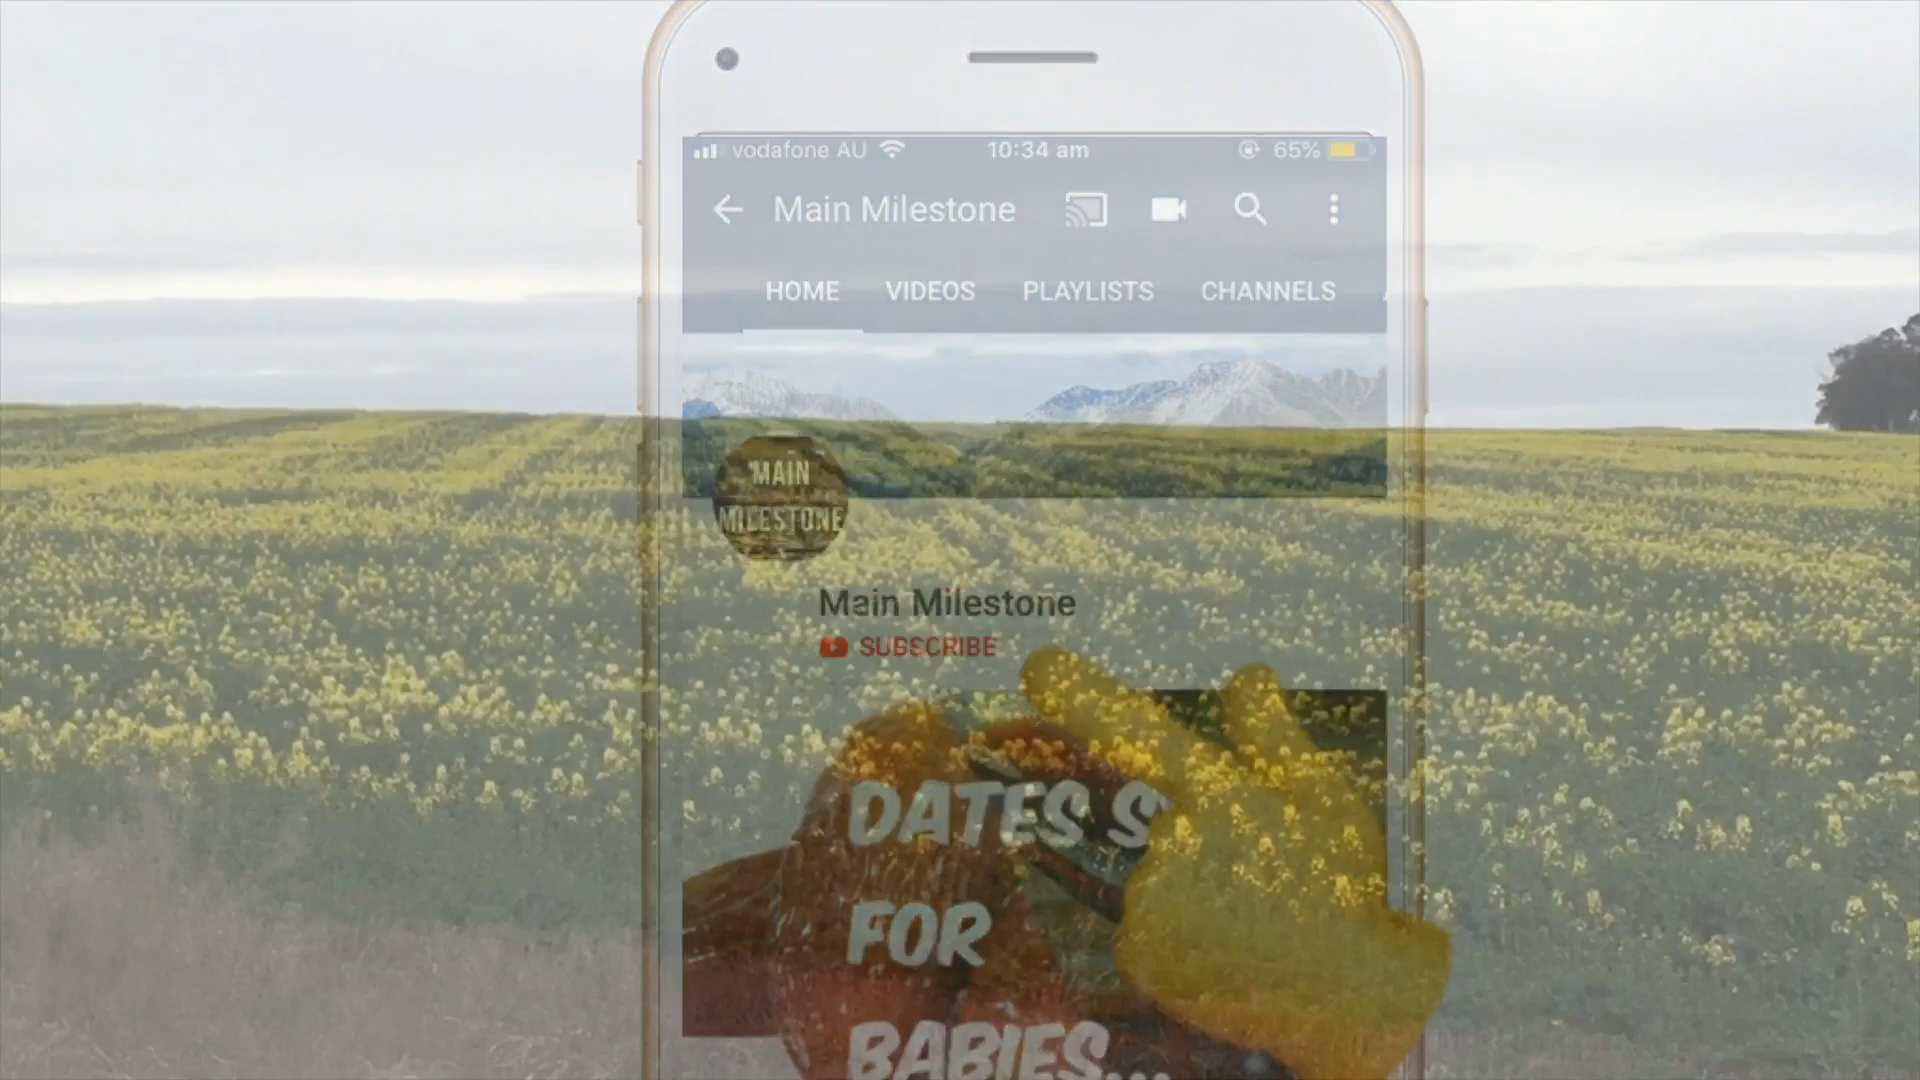 vodafone AU 10:34 am 65%
Main Milestone
HOME VIDEOS PLAYLISTS CHANNELS
MAIN
MILESTONE
Main Milestone
SUBSCRIBE
DATES S
FOR
BABIES...